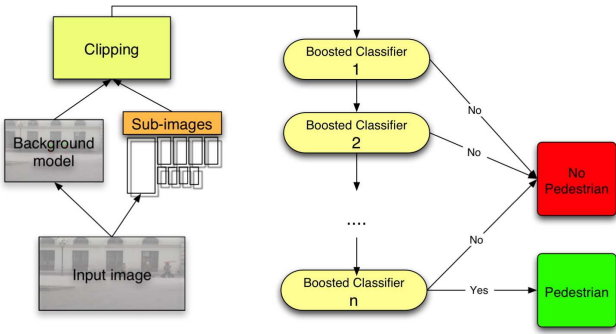 Clipping
Background
model
Sub-images
Input image
Boosted Classifier
1
Boosted Classifier
2
....
Boosted Classifier
n
No
No
No
Yes
No
Pedestrian
Pedestrian